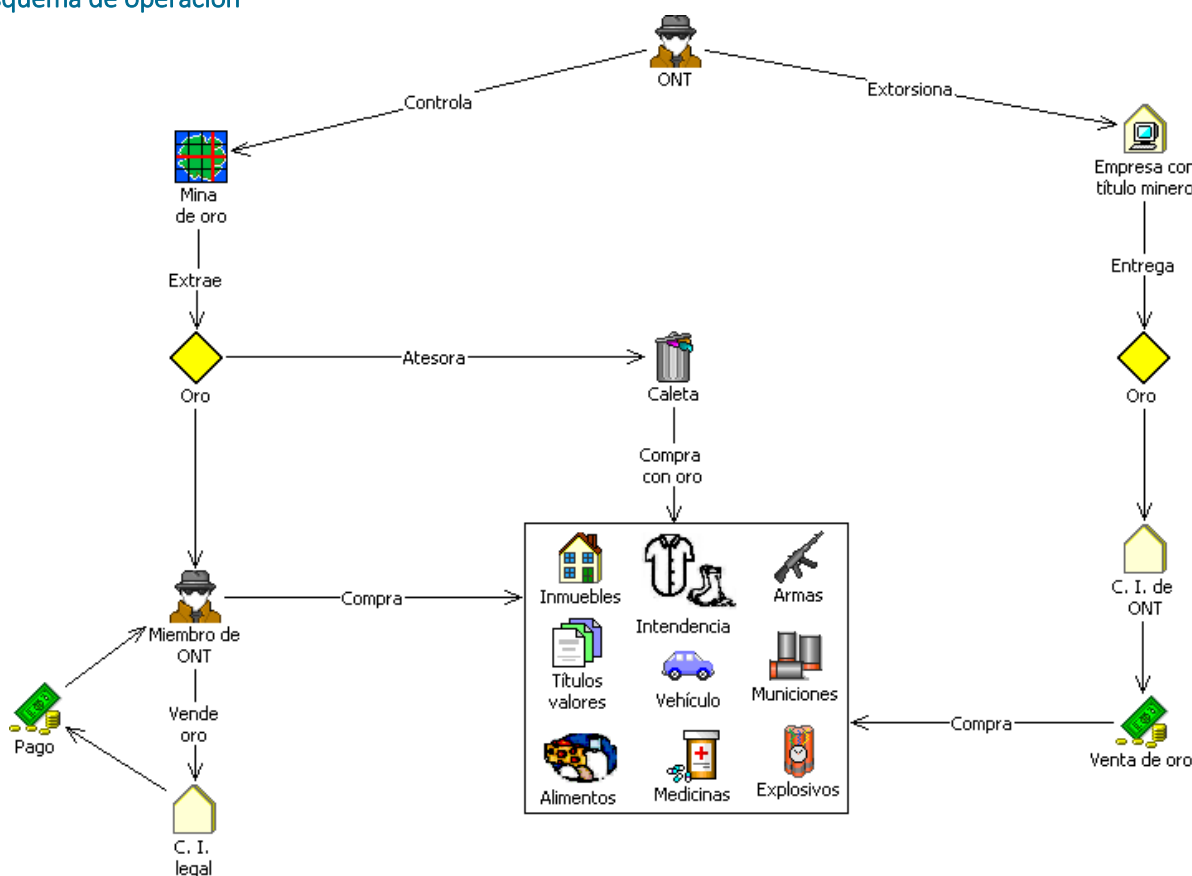 quema de operación
ONT
Controla
Extorsiona
Mina
de oro
Empresa con
título minero
Extrae
Entrega
Oro
Atesora
Caleta
Oro
Compra
con oro
Inmuebles
Intendencia
Armas
C. I. de
ONT
Miembro de
ONT
Compra
Títulos
valores
Vehículo
Municiones
Vende
oro
Pago
Compra
Venta de oro
Alimentos
Medicinas
Explosivos
C. I.
legal